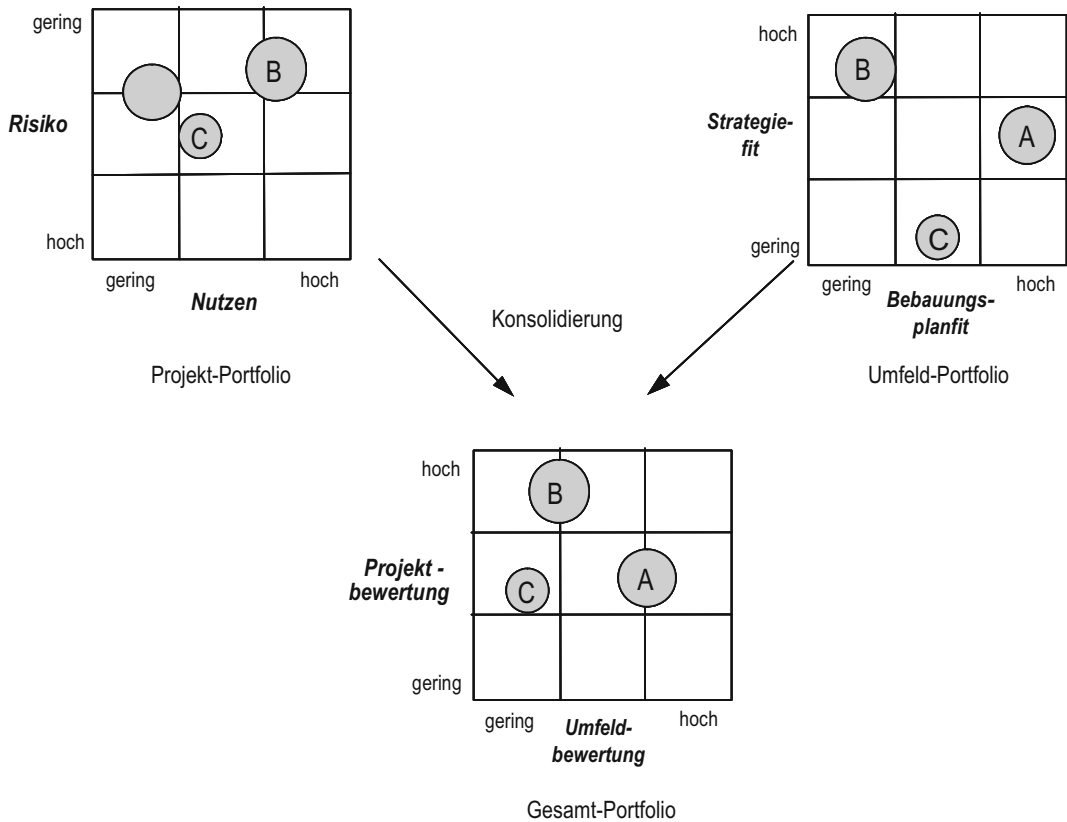 gering
B
Risiko
C
hoch
gering
hoch
Nutzen
Projekt-Portfolio
hoch
B
Strategie-
fit
A
C
gering
gering
hoch
Bebauungs-
planfit
Umfeld-Portfolio
Konsolidierung
hoch
B
Projekt -
bewertung
C
A
gering
gering
hoch
Umfeld-
bewertung
Gesamt-Portfolio